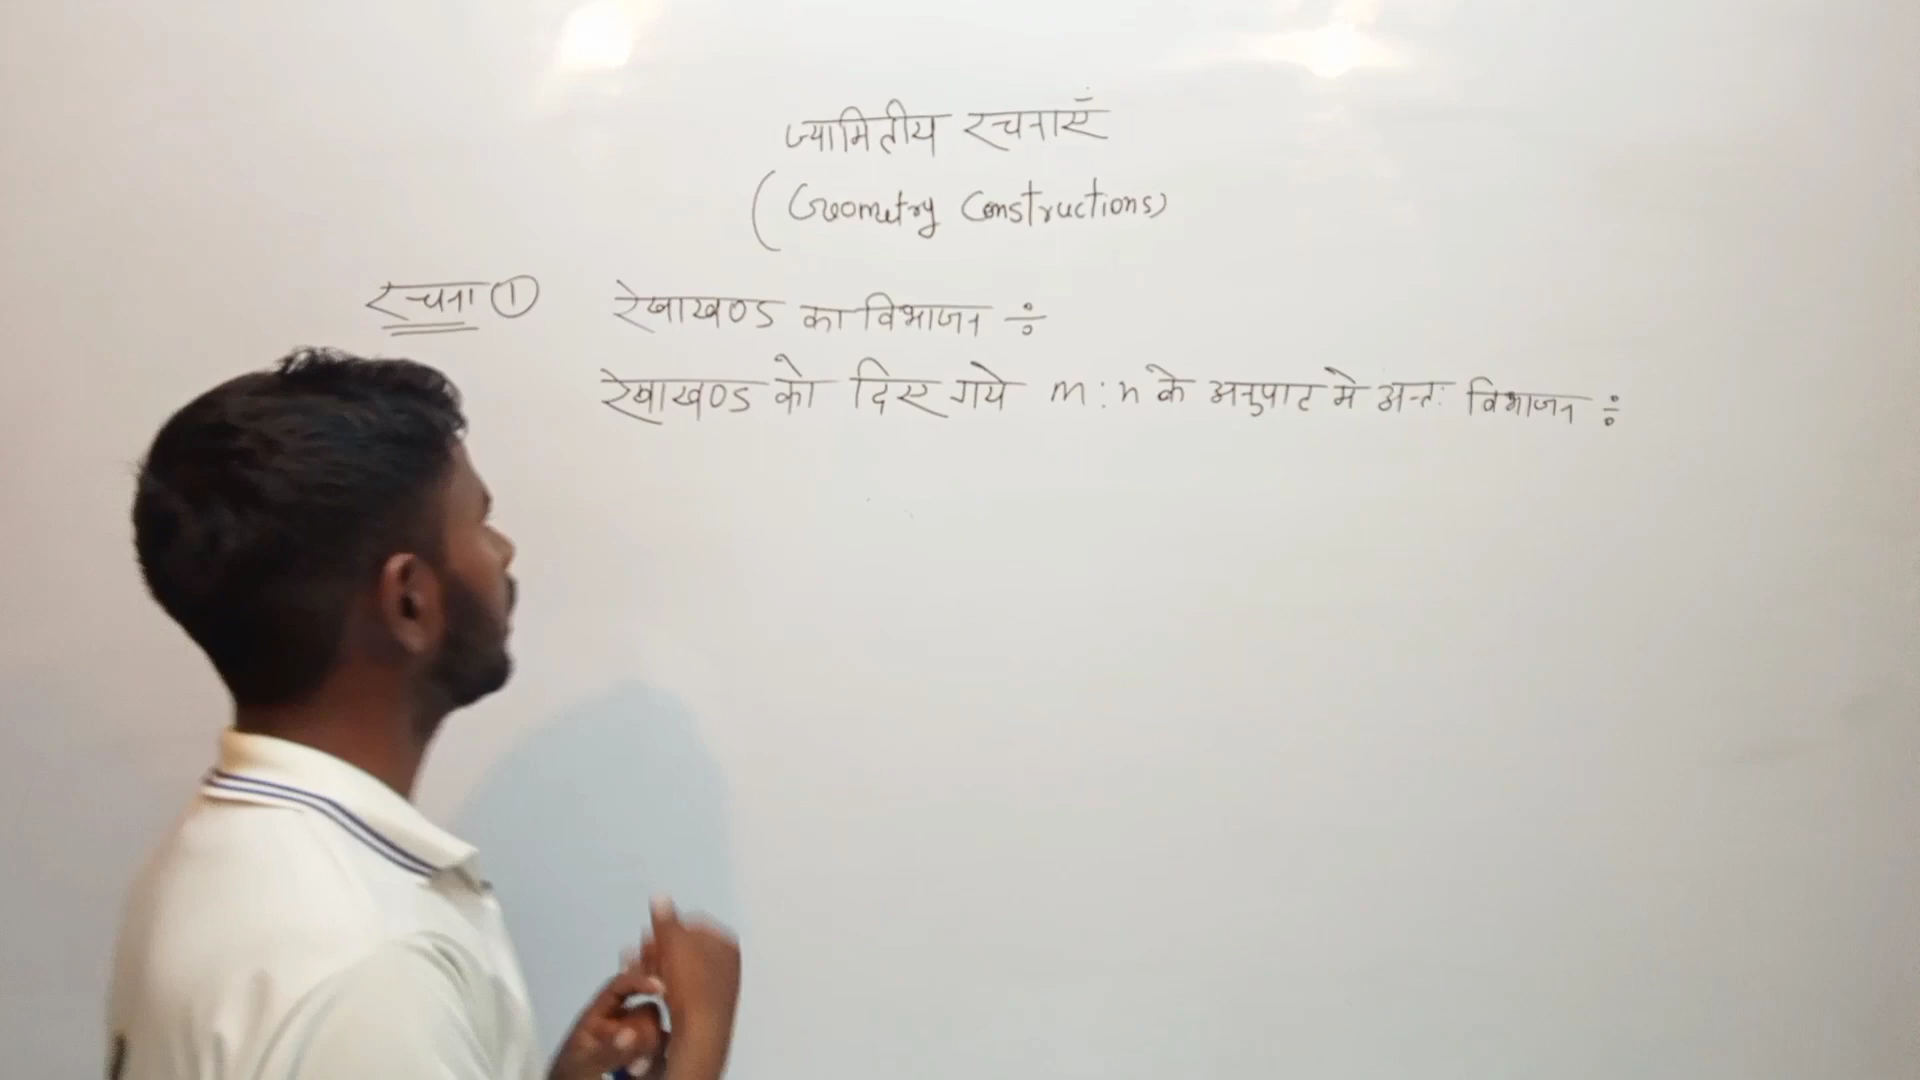 ज्यामितीय रचनाएँ
(Geometry Constructions)
रचना ① रेखाखण्ड का विभाजन ÷
रेखाखण्ड को दिए गये m:n के अनुपात मे अन्तः विभाजन ÷